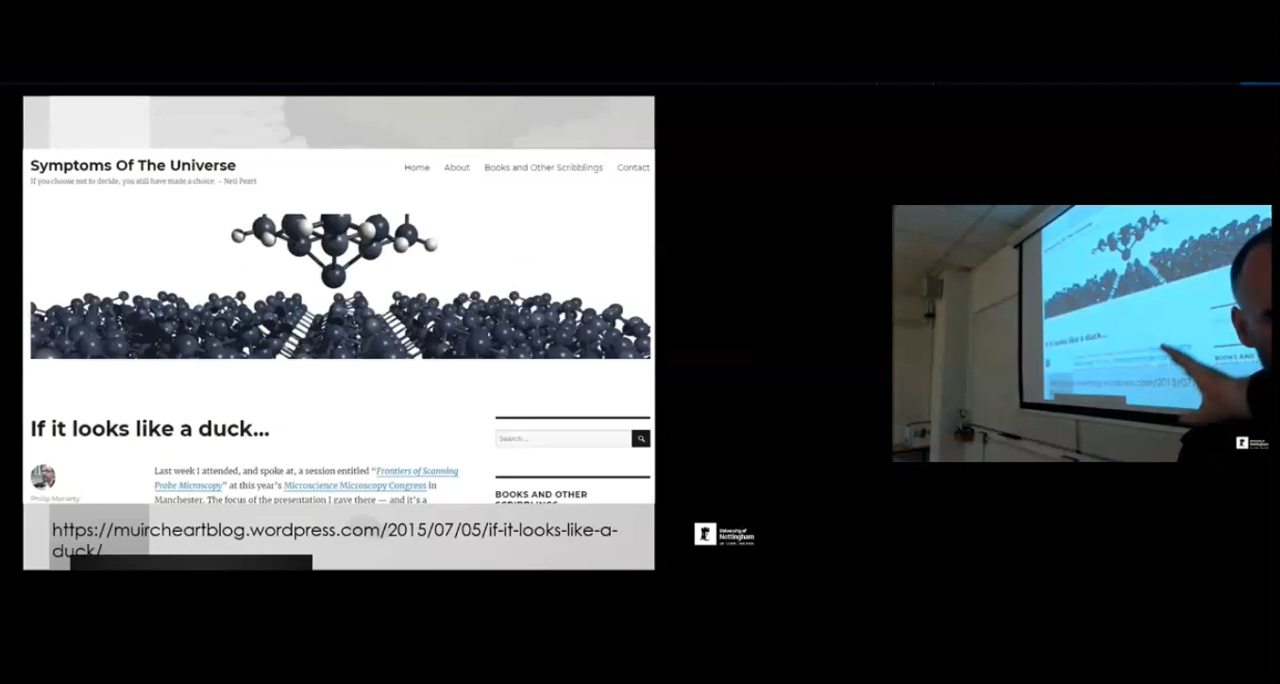 Symptoms Of The Universe
If you choose not to decide, you still have made a choice. – Neil Peart
Home About Books and Other Scribblings Contact
If it looks like a duck...
Search ...
Philip Moriarty
Last week I attended, and spoke at, a session entitled “Frontiers of Scanning
Probe Microscopy” at this year’s Microscience Microscopy Congress in
Manchester. The focus of the presentation I gave there — and it’s a
BOOKS AND OTHER
SCRIBBLINGS
https://muircheartblog.wordpress.com/2015/07/05/if-it-looks-like-a-
duck/
University of
Nottingham
If it looks like a duck...
BOOKS AND